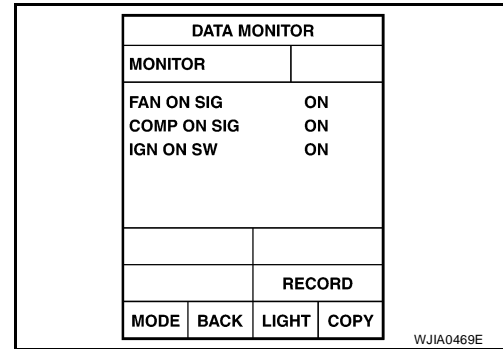 DATA MONITOR
MONITOR
FAN ON SIG ON
COMP ON SIG ON
IGN ON SW ON
RECORD
MODE BACK LIGHT COPY
WJIA0469E